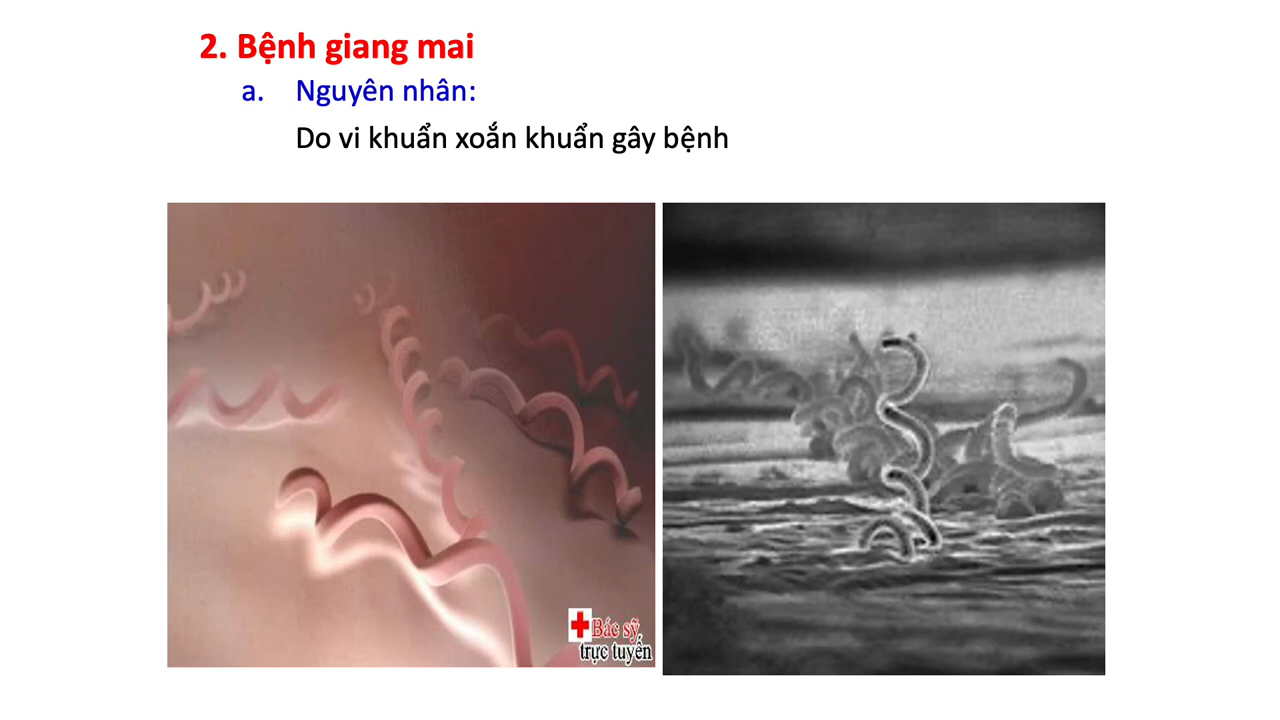 2. Bệnh giang mai
a. Nguyên nhân:
Do vi khuẩn xoắn khuẩn gây bệnh
Bác sỹ
trực tuyến